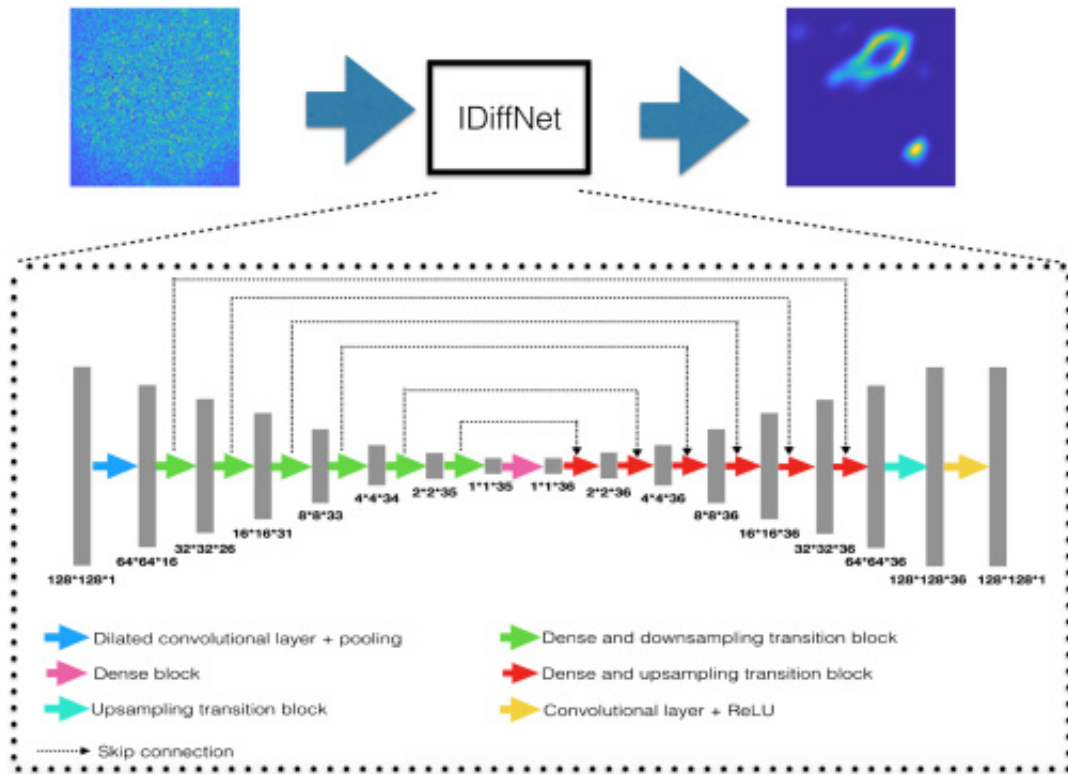 IDiffNet
128*128*1
64*64*16
32*32*26
16*16*31
8*8*33
4*4*34
2*2*35
1*1*35
1*1*36
2*2*36
4*4*36
8*8*36
16*16*36
32*32*36
64*64*36
128*128*36
128*128*1
Dilated convolutional layer + pooling
Dense and downsampling transition block
Dense block
Dense and upsampling transition block
Upsampling transition block
Convolutional layer + ReLU
Skip connection